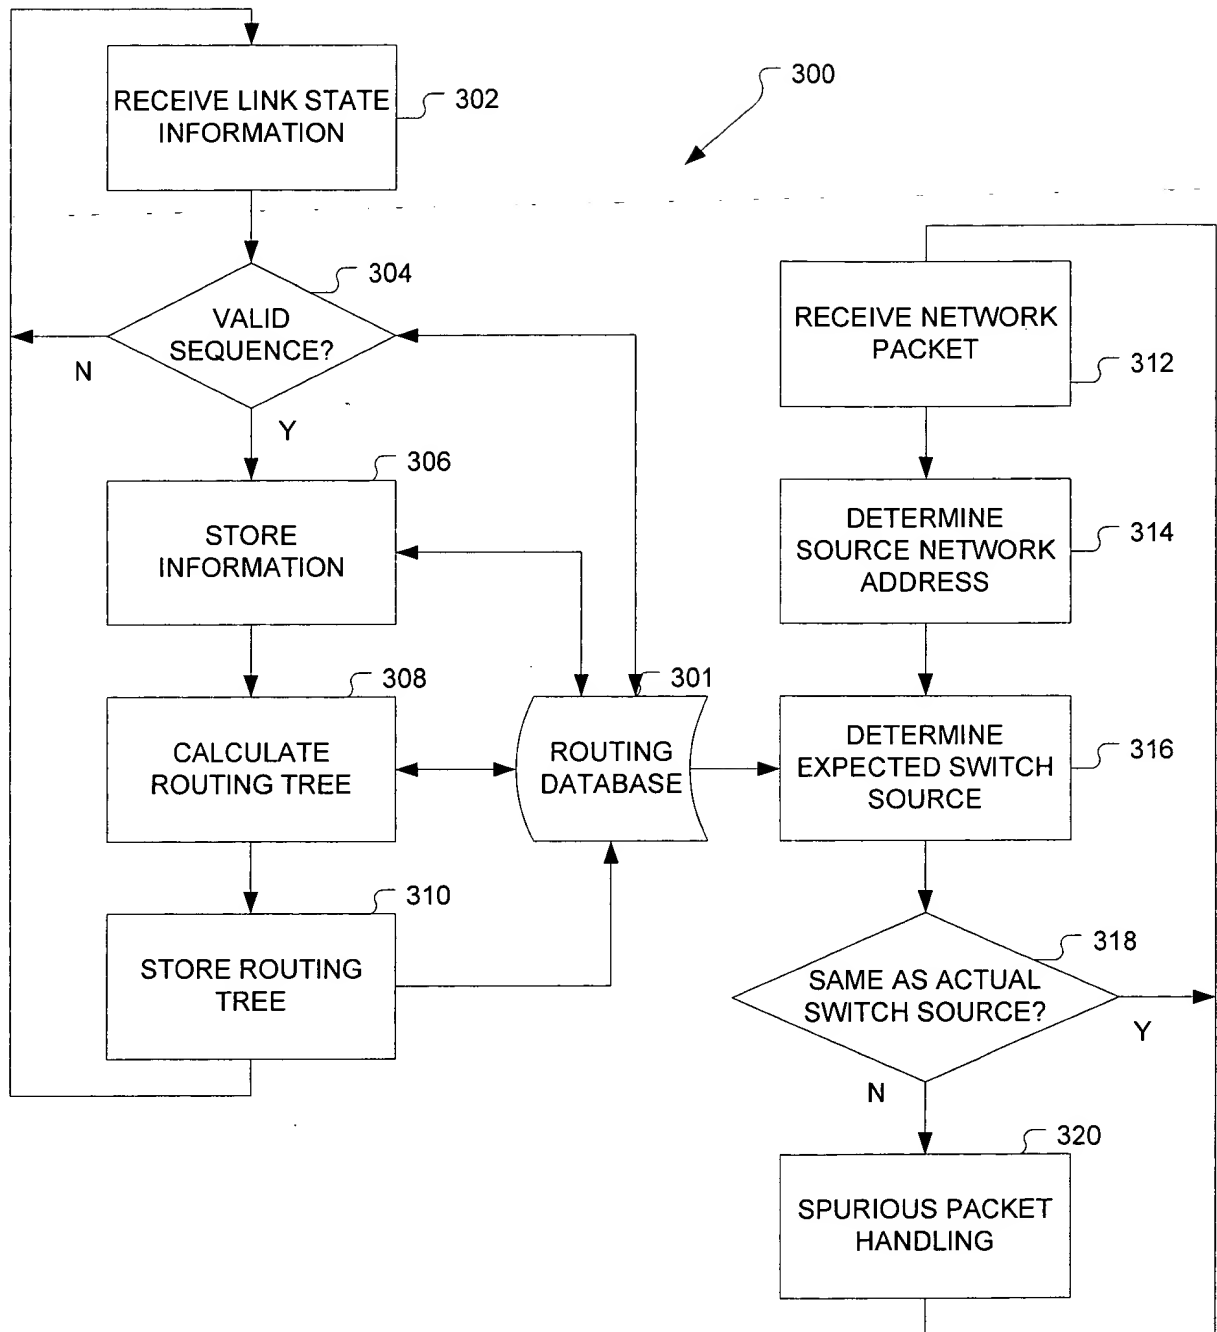 300
RECEIVE LINK STATE
INFORMATION
302
304
VALID
SEQUENCE?
N
Y
306
STORE
INFORMATION
308
CALCULATE
ROUTING TREE
310
STORE ROUTING
TREE
301
ROUTING
DATABASE
RECEIVE NETWORK
PACKET
312
DETERMINE
SOURCE NETWORK
ADDRESS
314
DETERMINE
EXPECTED SWITCH
SOURCE
316
318
SAME AS ACTUAL
SWITCH SOURCE?
Y
N
320
SPURIOUS PACKET
HANDLING